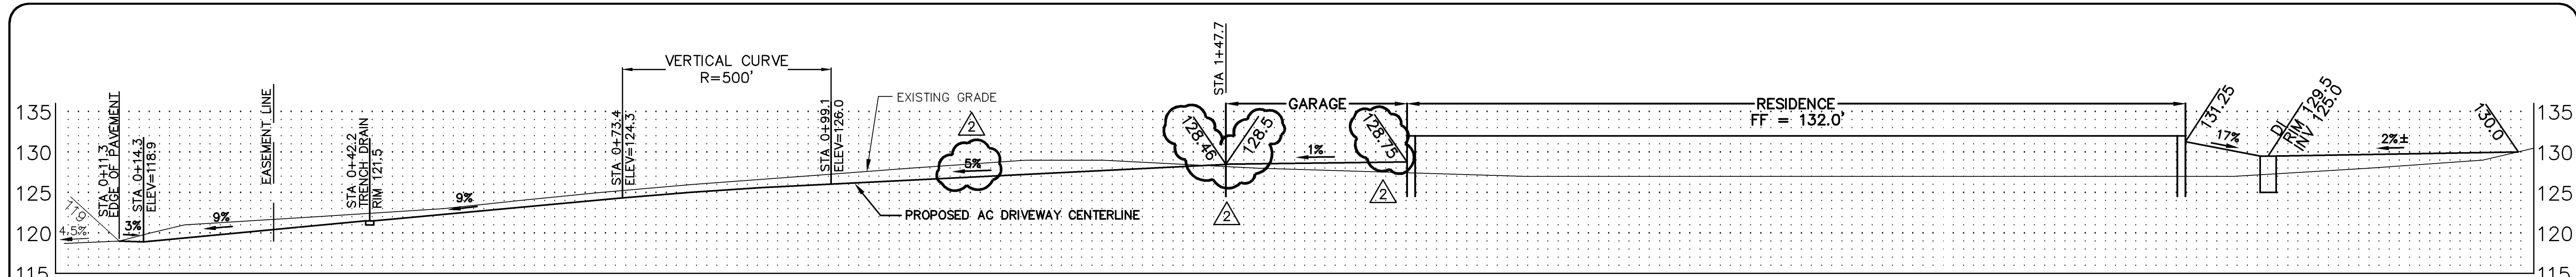 135
130
125
120
115
119
4.5%
STA 0+11.3
EDGE OF PAVEMENT
3%
STA 0+14.3
ELEV=118.9
9%
EASEMENT LINE
STA 0+42.2
TRENCH DRAIN
RIM 121.5
9%
STA 0+73.4
ELEV=124.3
VERTICAL CURVE
R=500'
STA 0+99.1
ELEV=126.0
EXISTING GRADE
2
5%
PROPOSED AC DRIVEWAY CENTERLINE
STA 1+47.7
128.46
128.5
2
GARAGE
1%
128.75
2
RESIDENCE
FF = 132.0'
131.25
17%
DI
RIM 129.5
INV 125.0
2%±
130.0
135
130
125
120
115